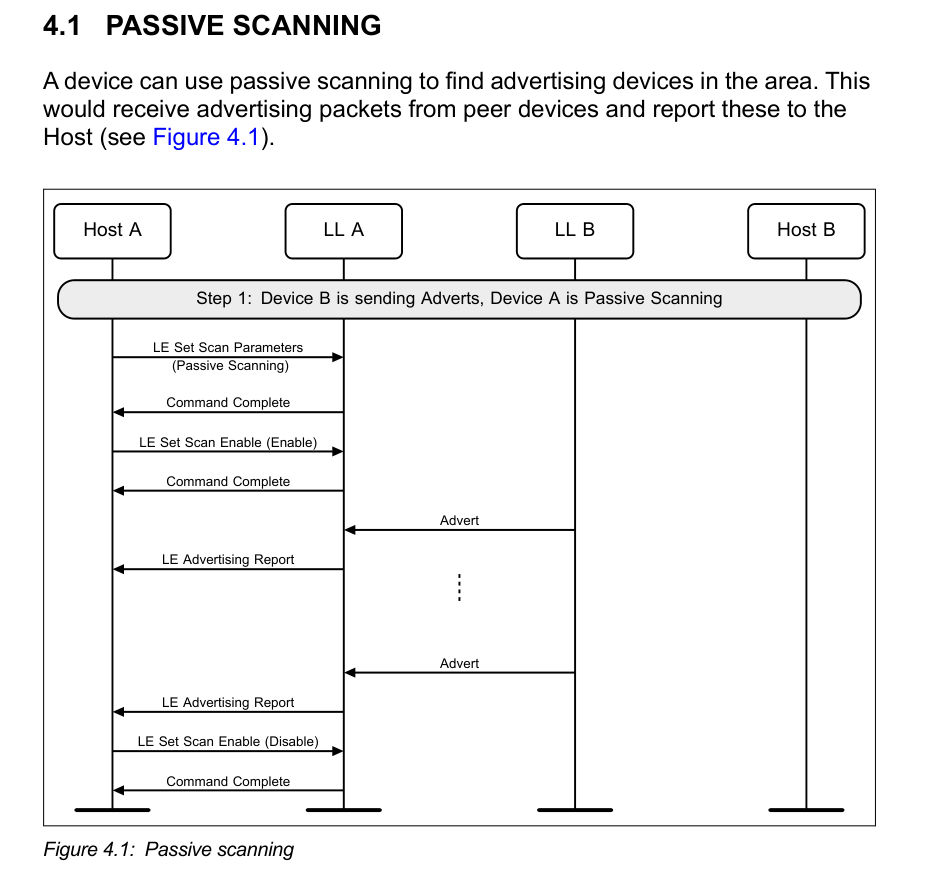 4.1 PASSIVE SCANNING
A device can use passive scanning to find advertising devices in the area. This
would receive advertising packets from peer devices and report these to the
Host (see Figure 4.1).
Host A
LL A
LL B
Host B
Step 1: Device B is sending Adverts, Device A is Passive Scanning
LE Set Scan Parameters
(Passive Scanning)
Command Complete
LE Set Scan Enable (Enable)
Command Complete
Advert
LE Advertising Report
Advert
LE Advertising Report
LE Set Scan Enable (Disable)
Command Complete
Figure 4.1: Passive scanning